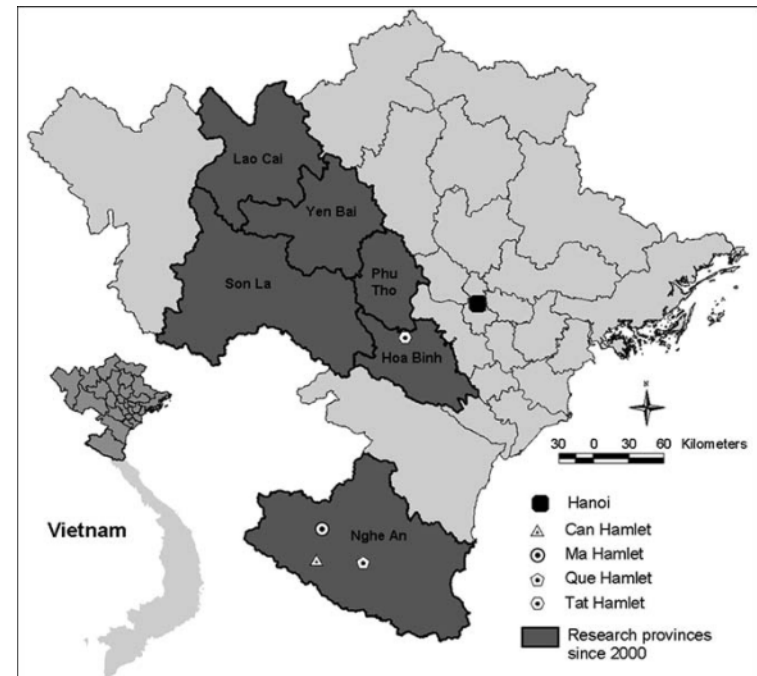 Lao Cai
Yen Bai
Son La
Phu
Tho
Hoa Binh
N
30 0 30 60 Kilometers
Vietnam
Nghe An
Hanoi
Can Hamlet
Ma Hamlet
Que Hamlet
Tat Hamlet
Research provinces
since 2000